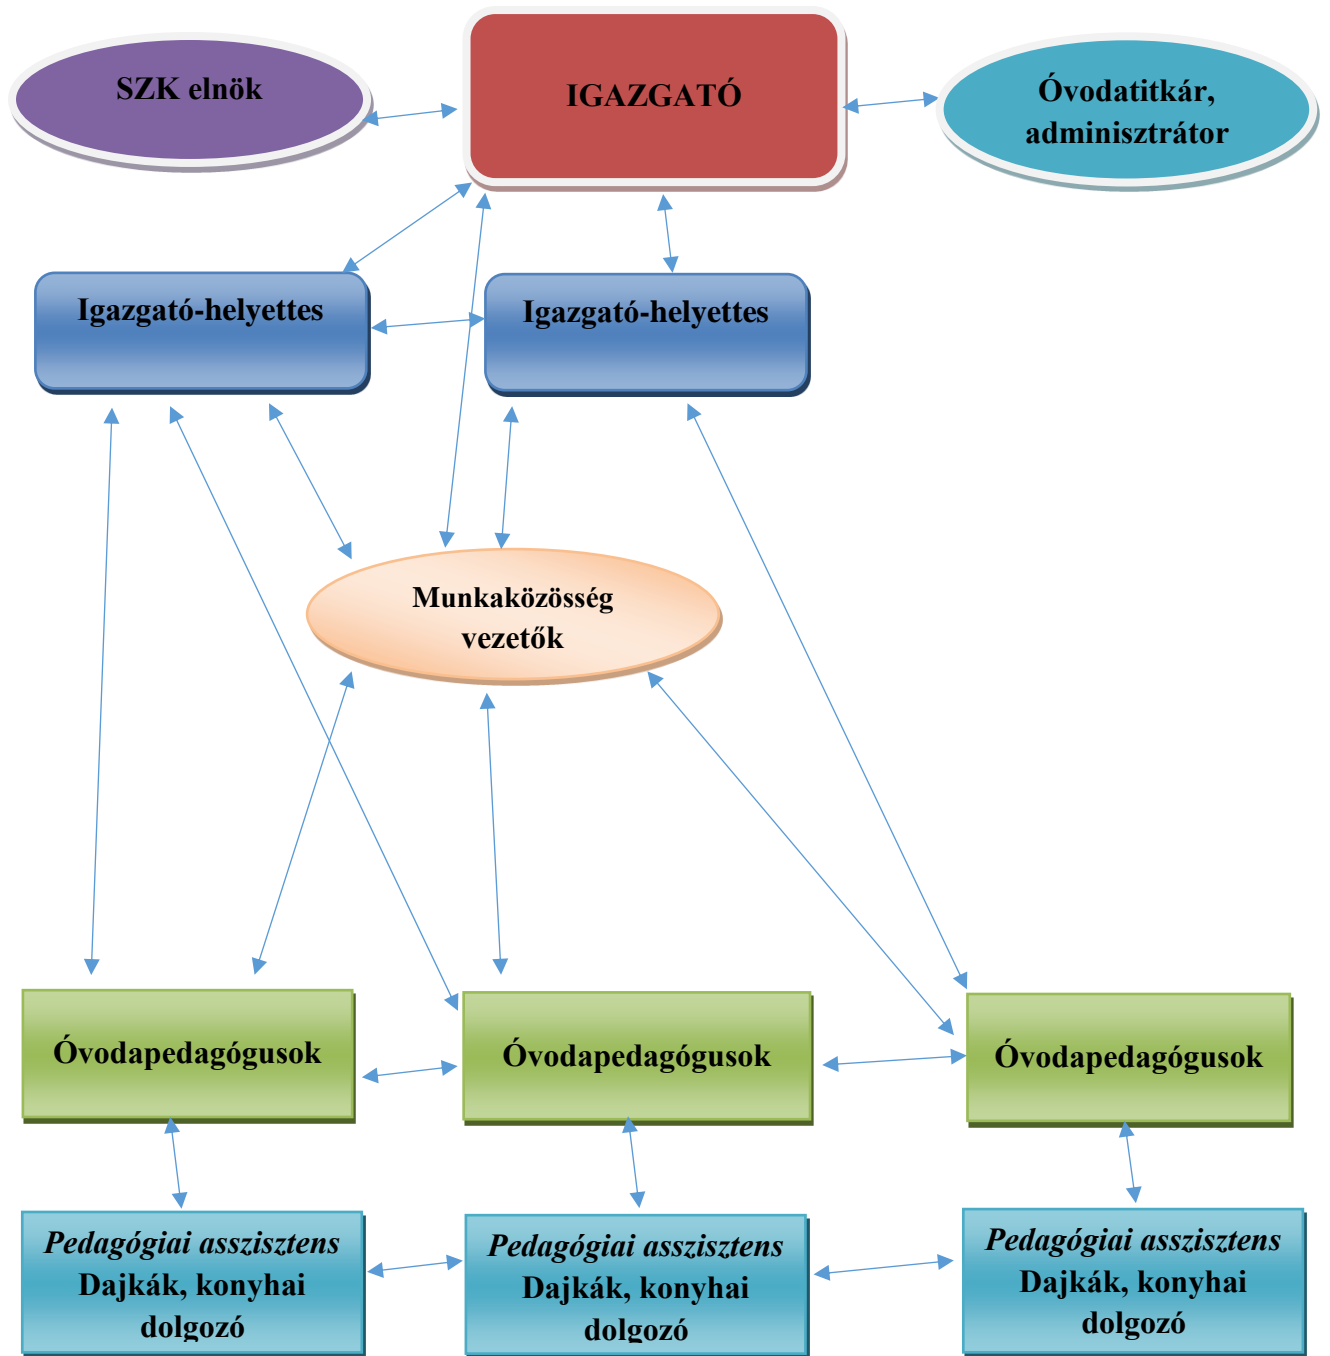 SZK elnök
IGAZGATÓ
Óvodatitkár,
adminisztrátor
Igazgató-helyettes
Igazgató-helyettes
Munkaközösség
vezetők
Óvodapedagógusok
Óvodapedagógusok
Óvodapedagógusok
Pedagógiai asszisztens
Dajkák, konyhai
dolgozó
Pedagógiai asszisztens
Dajkák, konyhai
dolgozó
Pedagógiai asszisztens
Dajkák, konyhai
dolgozó